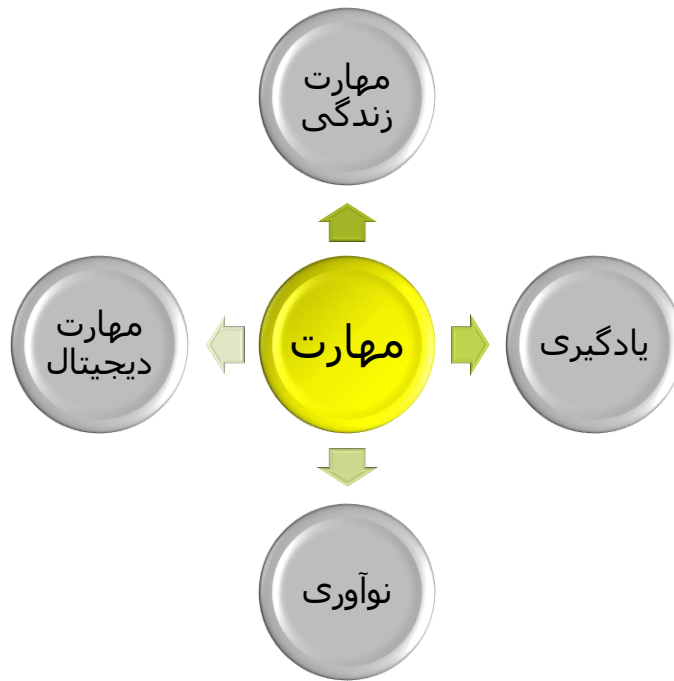 مهارت
زندگی
مهارت
یادگیری
مهارت
دیجیتال
نوآوری